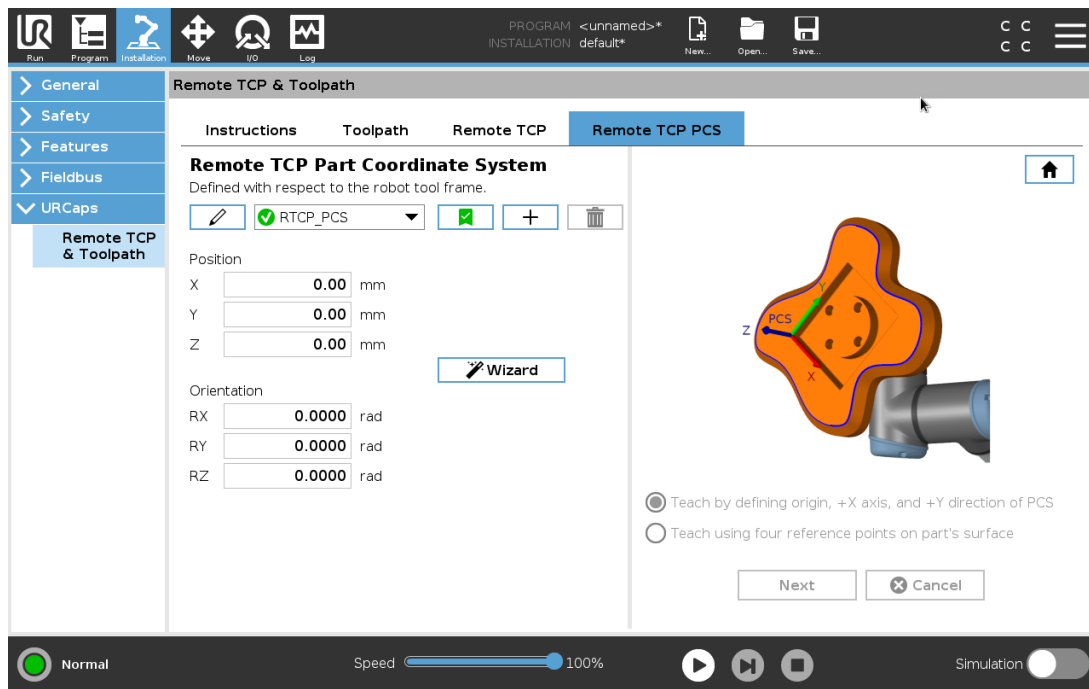 PROGRAM <unnamed>*
INSTALLATION default*
UR
Run
Program
Installation
Move
I/O
Log
New...
Open...
Save...
C C
C C
General
Safety
Features
Fieldbus
URCaps
Remote TCP
& Toolpath
Remote TCP & Toolpath
Instructions Toolpath Remote TCP Remote TCP PCS
Remote TCP Part Coordinate System
Defined with respect to the robot tool frame.
RTCP_PCS
Position
X 0.00 mm
Y 0.00 mm
Z 0.00 mm
Wizard
Orientation
RX 0.0000 rad
RY 0.0000 rad
RZ 0.0000 rad
Y
PCS
Z
X
Teach by defining origin, +X axis, and +Y direction of PCS
Teach using four reference points on part's surface
Next Cancel
Normal
Speed 100%
Simulation